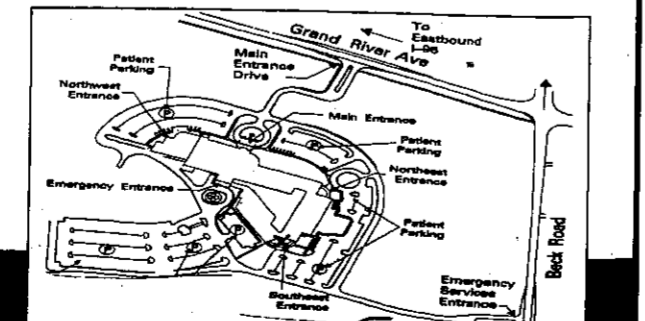 To
Eastbound
I-96
Grand River Ave
Main
Entrance
Drive
Patient
Parking
Northwest
Entrance
P
Main Entrance
P
Patient
Parking
Northeast
Entrance
Emergency Entrance
P
Patient
Parking
P
P
P
Beck Road
Emergency
Services
Entrance
Southeast
Entrance